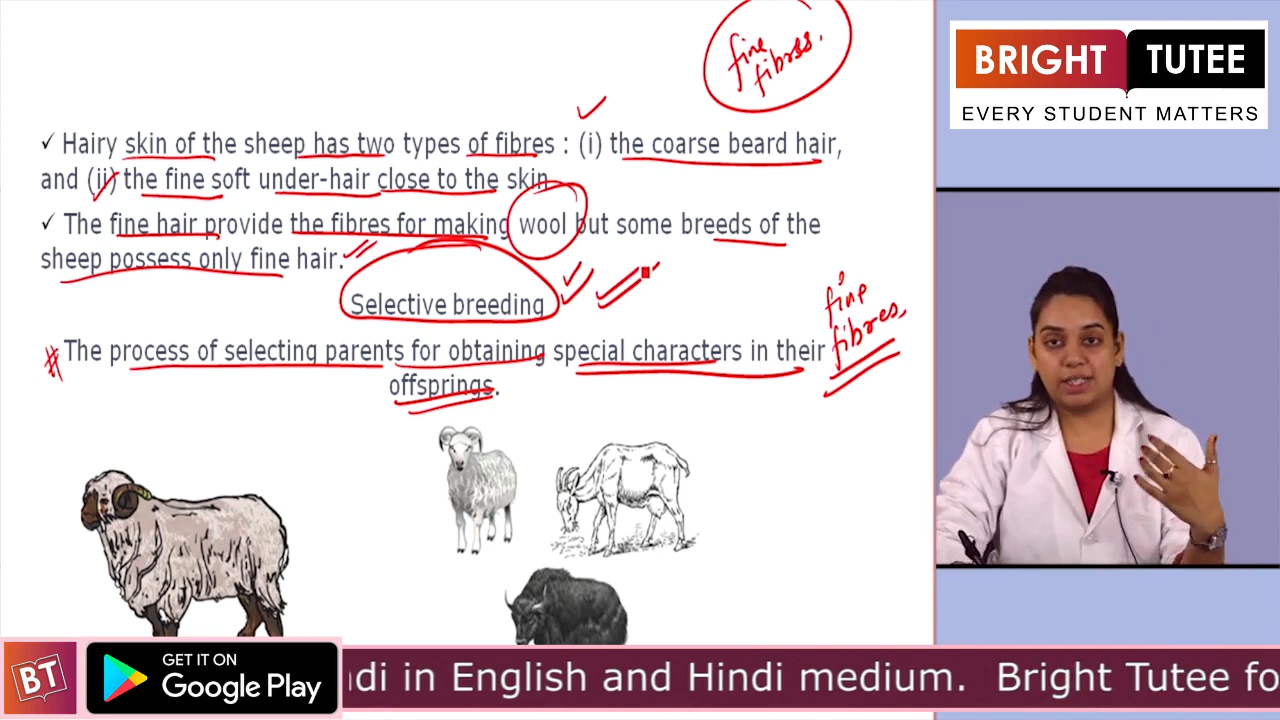 fine
fibres.
BRIGHT TUTEE
EVERY STUDENT MATTERS
✓ Hairy skin of the sheep has two types of fibres : (i) the coarse beard hair,
and (ii) the fine soft under-hair close to the skin
✓ The fine hair provide the fibres for making wool but some breeds of the
sheep possess only fine hair.
Selective breeding
fine
fibres.
# The process of selecting parents for obtaining special characters in their
offsprings.
BT
GET IT ON
Google Play
ndi in English and Hindi medium. Bright Tutee fo